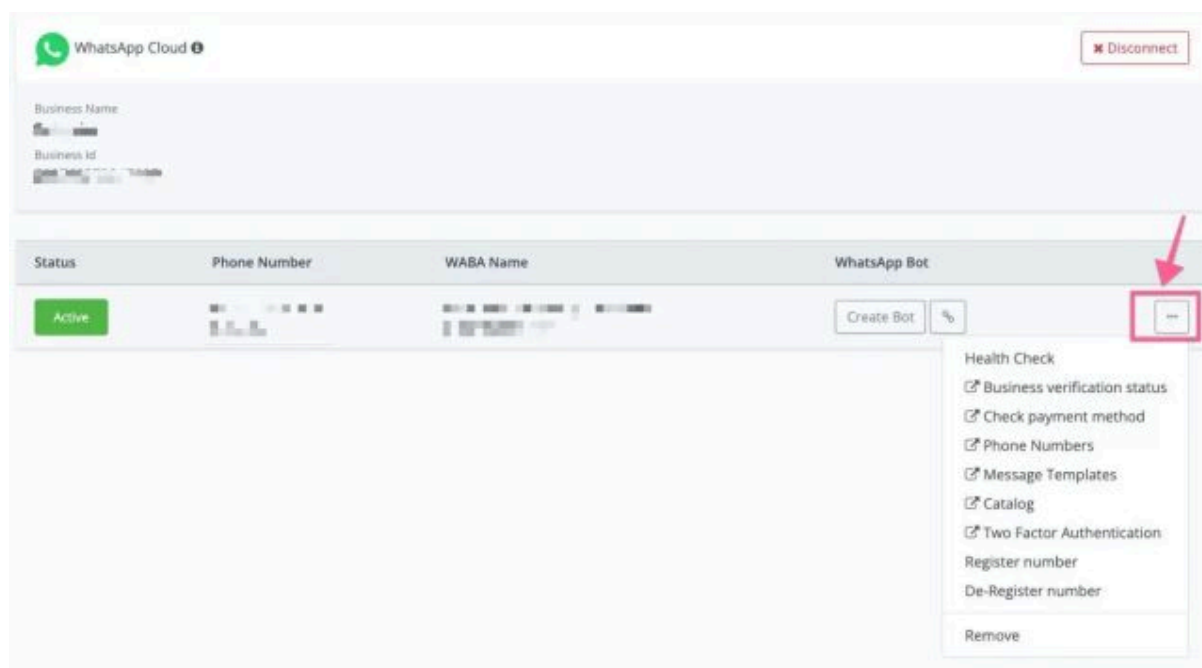 WhatsApp Cloud
Disconnect
Business Name
Business Id
Status Phone Number WABA Name WhatsApp Bot
Active Create Bot
Health Check
Business verification status
Check payment method
Phone Numbers
Message Templates
Catalog
Two Factor Authentication
Register number
De-Register number
Remove